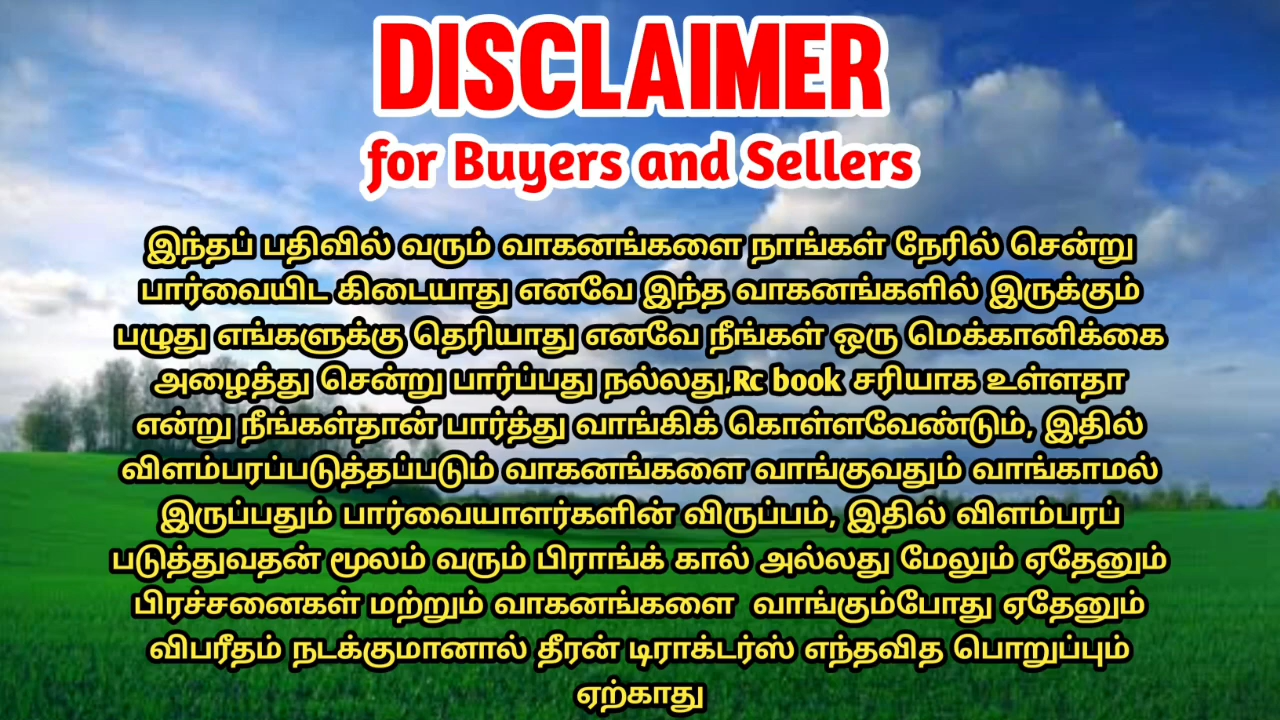 DISCLAIMER
for Buyers and Sellers
இந்தப் பதிவில் வரும் வாகனங்களை நாங்கள் நேரில் சென்று
பார்வையிட கிடையாது எனவே இந்த வாகனங்களில் இருக்கும்
பழுது எங்களுக்கு தெரியாது எனவே நீங்கள் ஒரு மெக்கானிக்கை
அழைத்து சென்று பார்ப்பது நல்லது,Rc book சரியாக உள்ளதா
என்று நீங்கள்தான் பார்த்து வாங்கிக் கொள்ளவேண்டும், இதில்
விளம்பரப்படுத்தப்படும் வாகனங்களை வாங்குவதும் வாங்காமல்
இருப்பதும் பார்வையாளர்களின் விருப்பம், இதில் விளம்பரப்
படுத்துவதன் மூலம் வரும் பிராங்க் கால் அல்லது மேலும் ஏதேனும்
பிரச்சனைகள் மற்றும் வாகனங்களை வாங்கும்போது ஏதேனும்
விபரீதம் நடக்குமானால் தீரன் டிராக்டர்ஸ் எந்தவித பொறுப்பும்
ஏற்காது